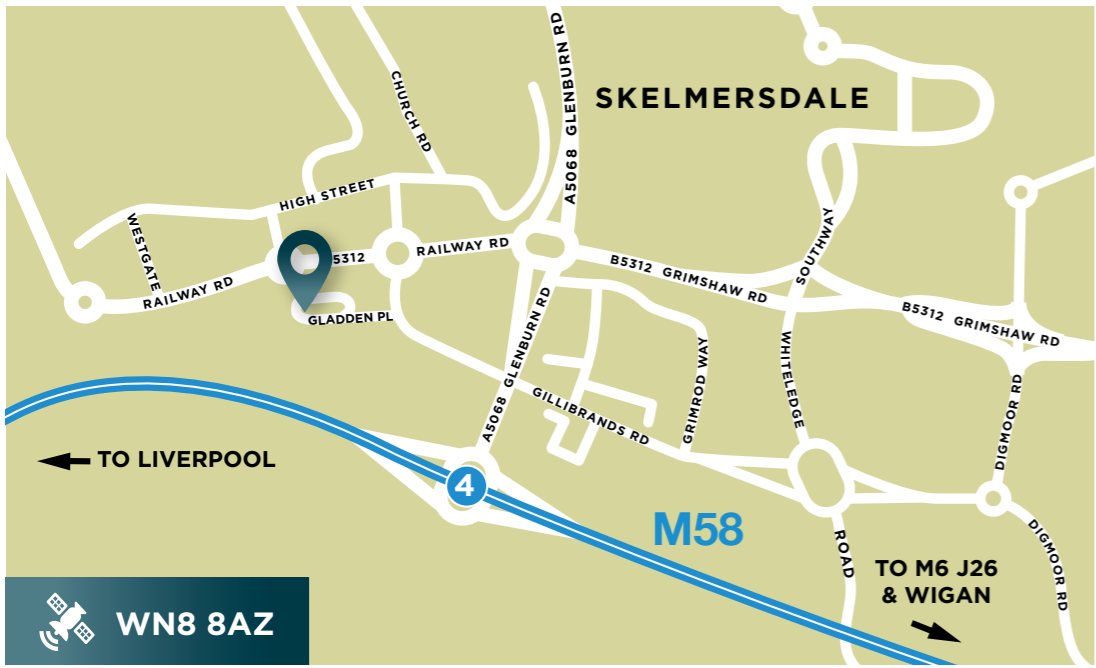 SKELMERSDALE
CHURCH RD
A5068 GLENBURN RD
HIGH STREET
WESTGATE
RAILWAY RD
5312
RAILWAY RD
GLADDEN PL
B5312 GRIMSHAW RD
SOUTHWAY
B5312 GRIMSHAW RD
A5068 GLENBURN RD
GILLIBRANDS RD
GRIMROD WAY
WHITELEDGE
ROAD
DIGMOOR RD
DIGMOOR RD
TO LIVERPOOL
4
M58
TO M6 J26
& WIGAN
WN8 8AZ